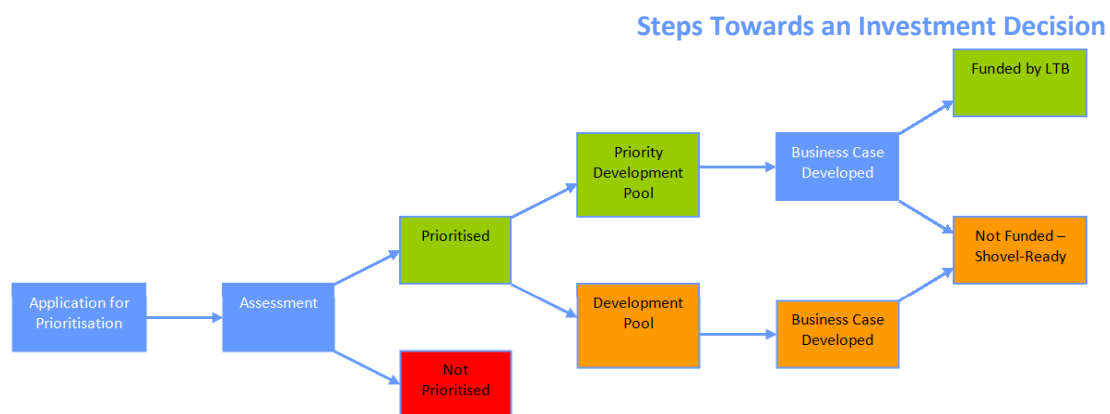 Steps Towards an Investment Decision
Funded by LTB
Priority
Development
Pool
Business Case
Developed
Prioritised
Not Funded –
Shovel-Ready
Application for
Prioritisation
Assessment
Development
Pool
Business Case
Developed
Not
Prioritised